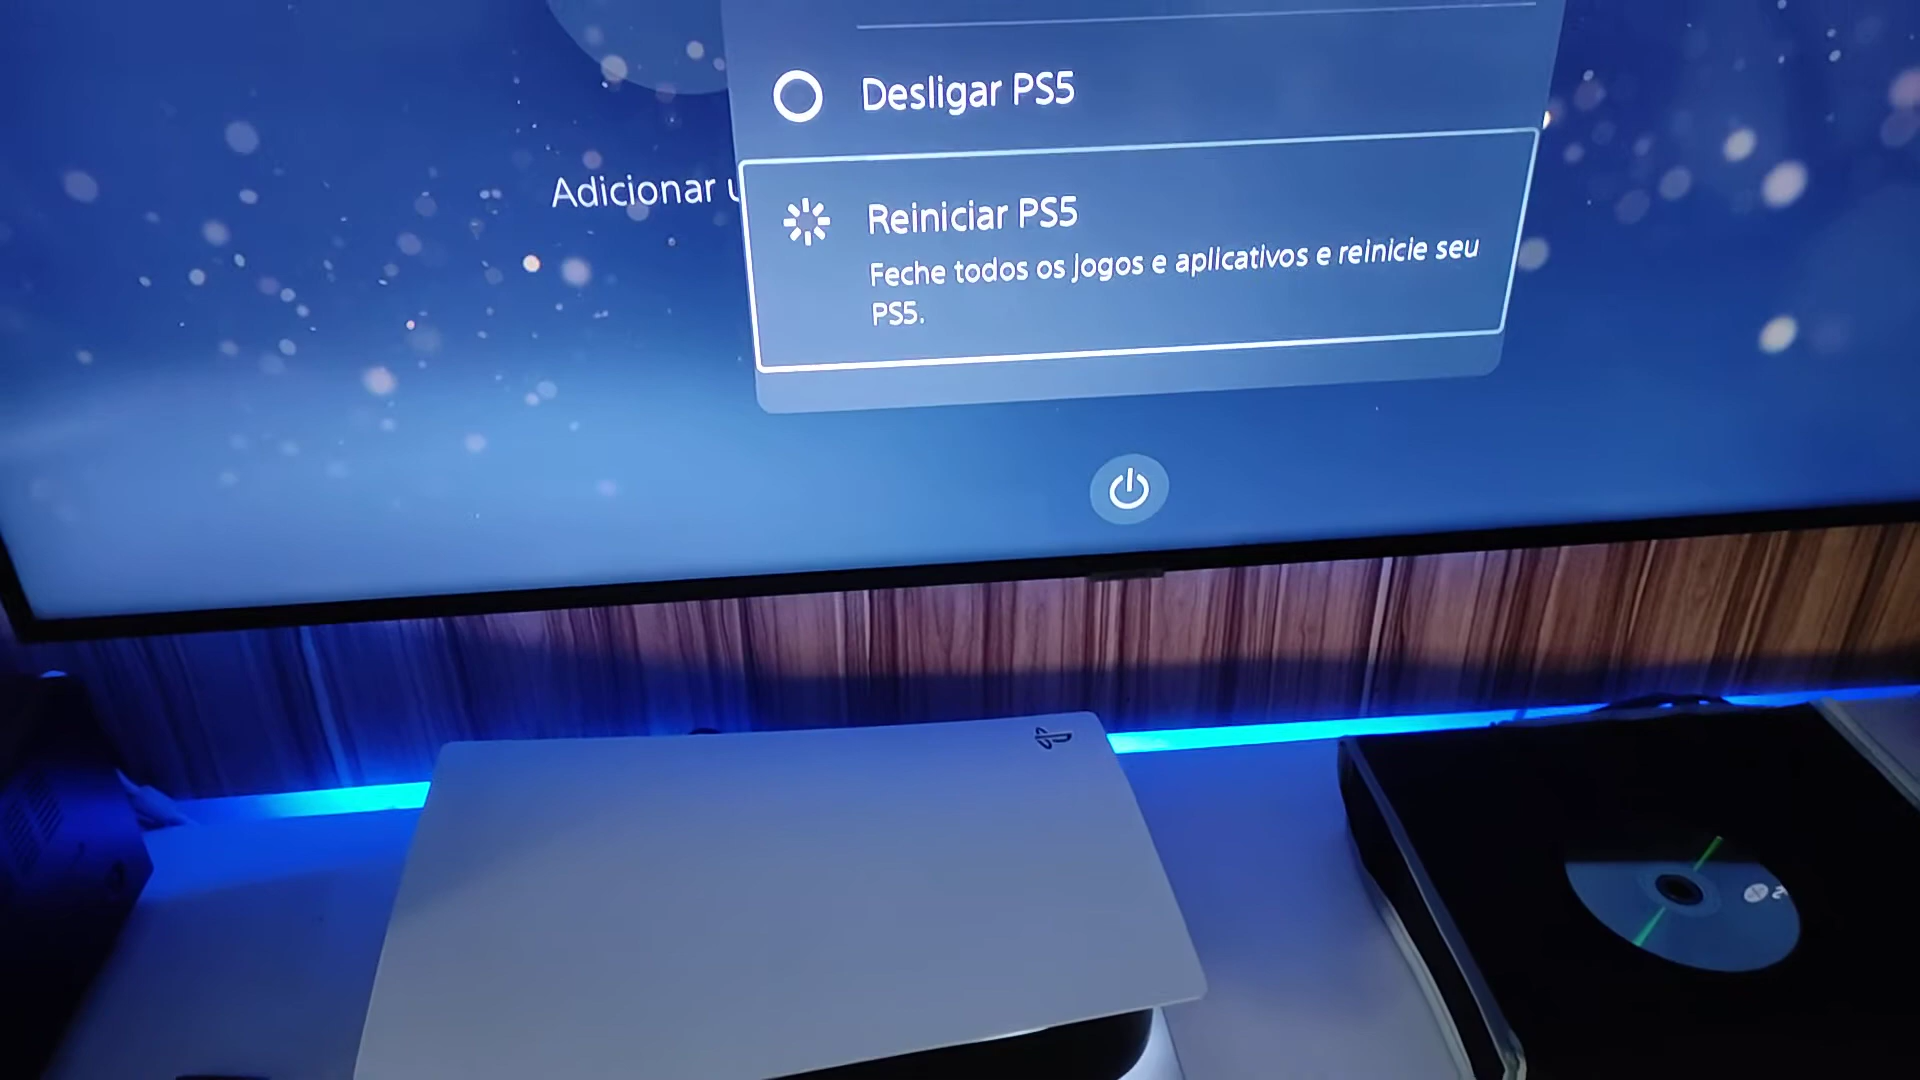 Desligar PS5
Adicionar u
Reiniciar PS5
Feche todos os jogos e aplicativos e reinicie seu
PS5.